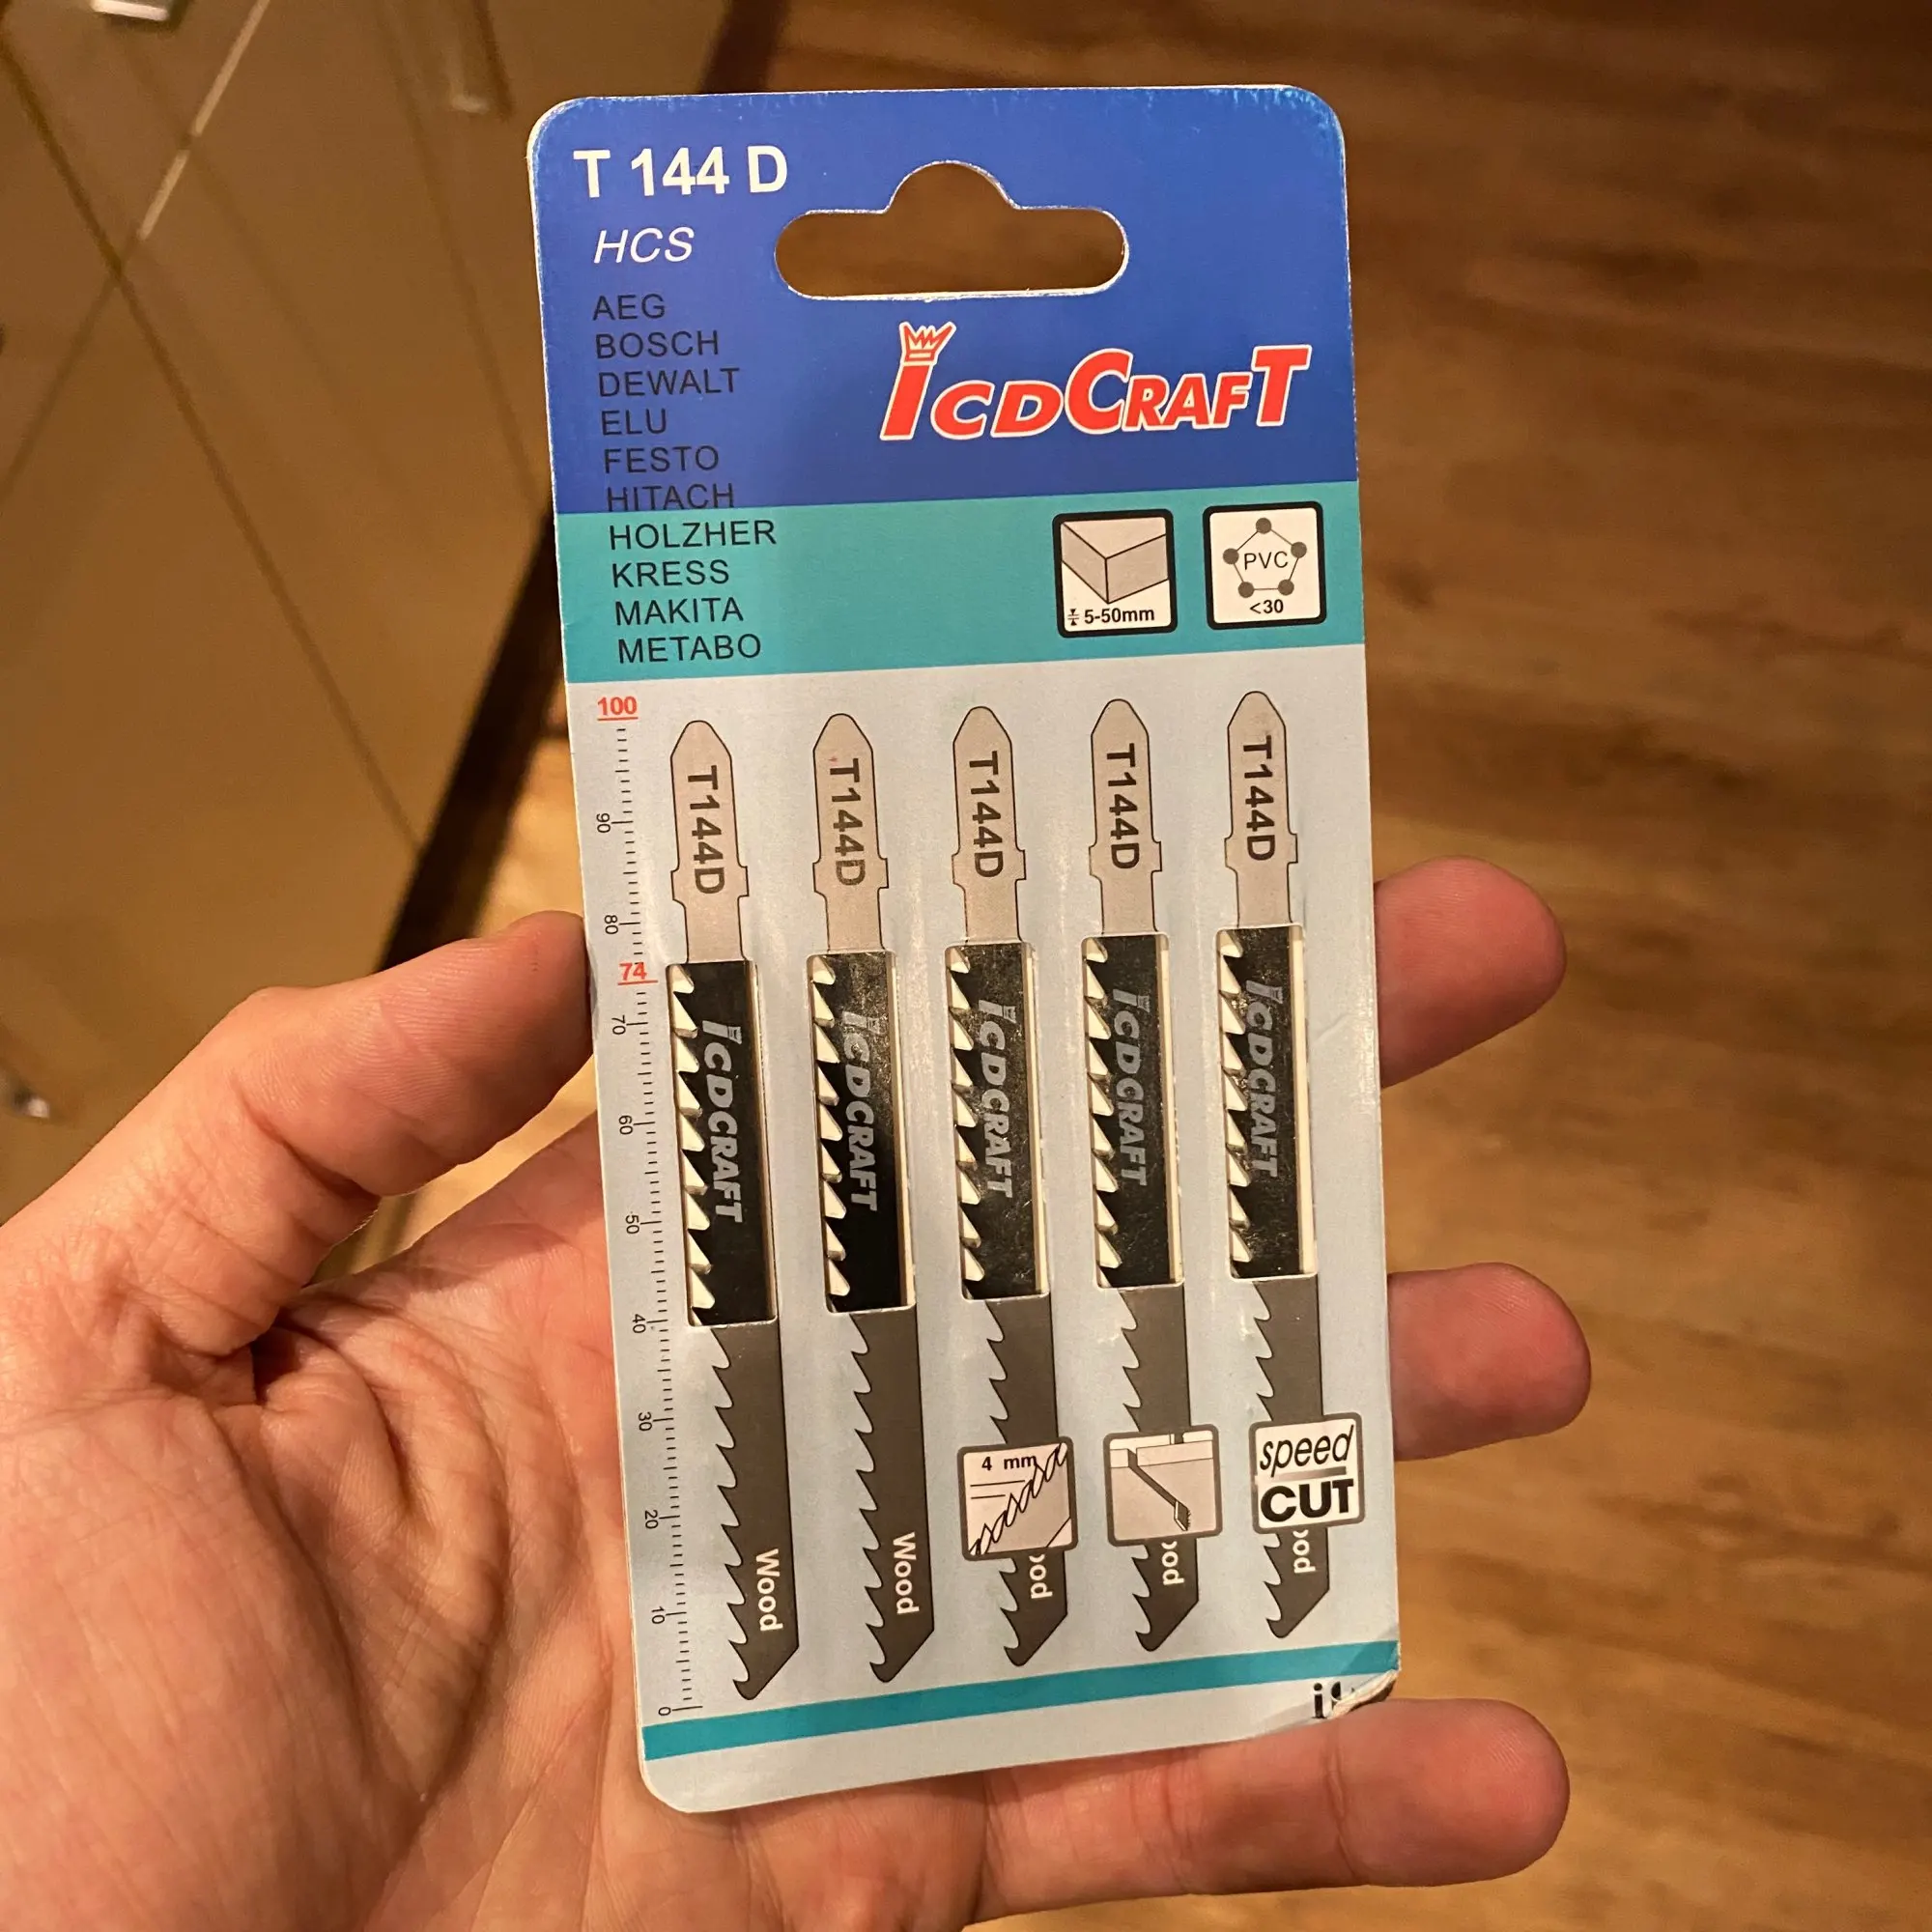 T 144 D
HCS
AEG
BOSCH
DEWALT
ELU
FESTO
HITACH
HOLZHER
KRESS
MAKITA
METABO
ICDCRAFT
5-50mm
PVC
<30
100
90
80
74
70
60
50
40
30
20
10
0
T144D
T144D
T144D
T144D
T144D
ICDCRAFT
ICDCRAFT
ICDCRAFT
ICDCRAFT
ICDCRAFT
4 mm
speed
CUT
Wood
Wood